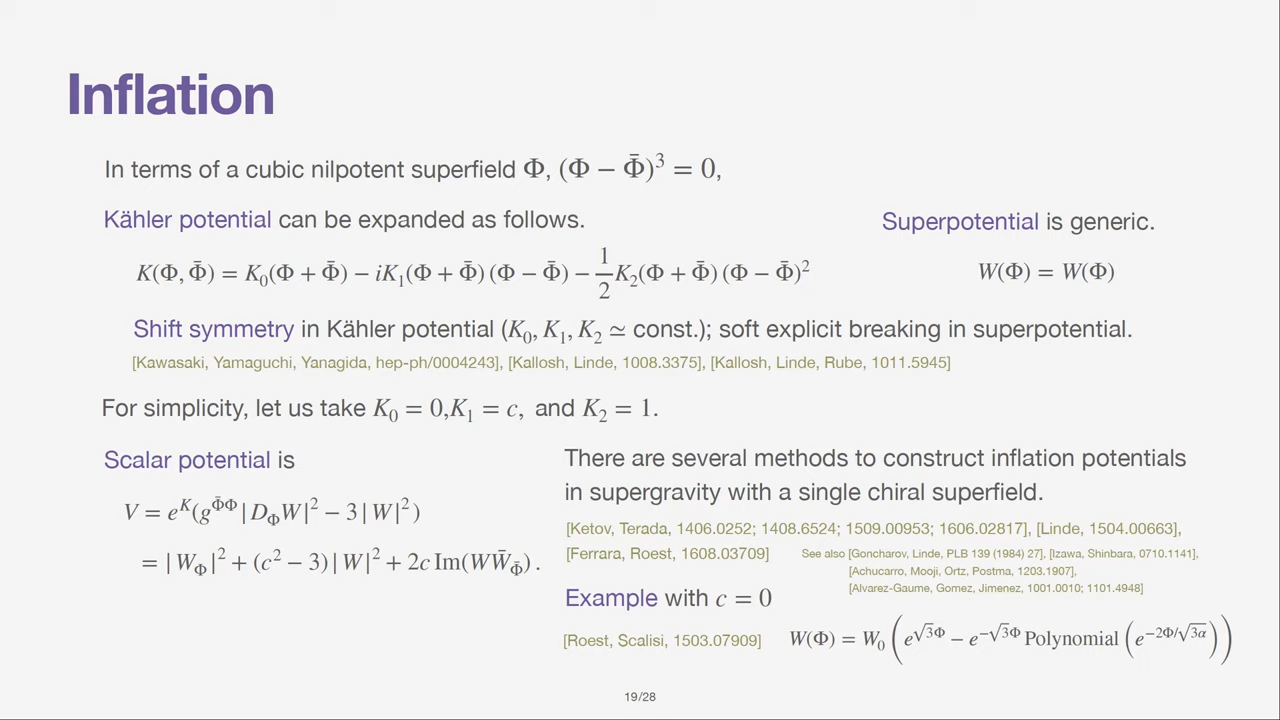 Inflation
In terms of a cubic nilpotent superfield Φ, (Φ − Φ̄)³ = 0,
Kähler potential can be expanded as follows.
K(Φ, Φ̄) = K₀(Φ + Φ̄) − iK₁(Φ + Φ̄) (Φ − Φ̄) − 1/2 K₂(Φ + Φ̄) (Φ − Φ̄)²
Superpotential is generic.
W(Φ) = W(Φ)
Shift symmetry in Kähler potential (K₀, K₁, K₂ ≃ const.); soft explicit breaking in superpotential.
[Kawasaki, Yamaguchi, Yanagida, hep-ph/0004243], [Kallosh, Linde, 1008.3375], [Kallosh, Linde, Rube, 1011.5945]
For simplicity, let us take K₀ = 0, K₁ = c, and K₂ = 1.
Scalar potential is
V = e^K (g^{Φ̄Φ} | D_Φ W |² − 3 | W |²)
= | W_Φ |² + (c² − 3) | W |² + 2c Im(W W̄_Φ̄) .
There are several methods to construct inflation potentials
in supergravity with a single chiral superfield.
[Ketov, Terada, 1406.0252; 1408.6524; 1509.00953; 1606.02817], [Linde, 1504.00663],
[Ferrara, Roest, 1608.03709]
See also [Goncharov, Linde, PLB 139 (1984) 27], [Izawa, Shinbara, 0710.1141],
[Achucarro, Mooji, Ortz, Postma, 1203.1907],
[Alvarez-Gaume, Gomez, Jimenez, 1001.0010; 1101.4948]
Example with c = 0
[Roest, Scalisi, 1503.07909]
W(Φ) = W₀ (e^{√3Φ} − e^{−√3Φ} Polynomial (e^{−2Φ/√3α}))
19/28